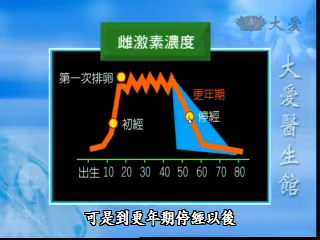 大愛
雌激素濃度
第一次排卵
更年期
停經
初經
出生 10 20 30 40 50 60 70 80
大愛醫生館
可是到更年期停經以後